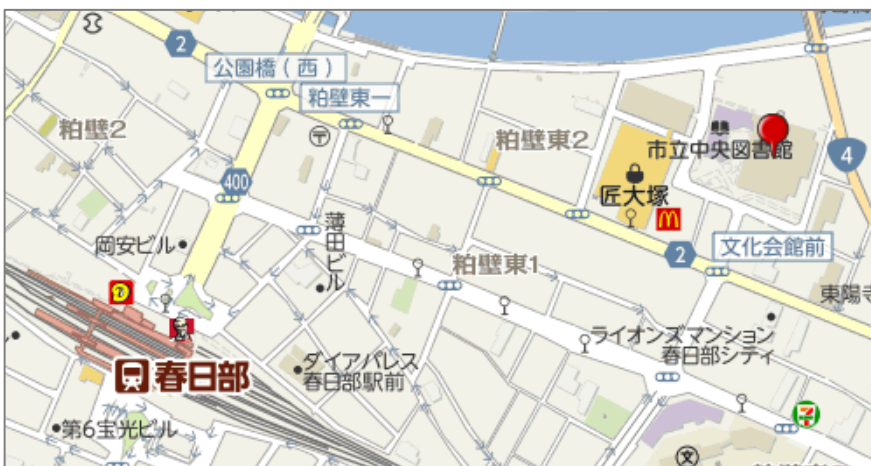 2
公園橋(西)
粕壁東一
粕壁2
粕壁東2
市立中央図書館
4
400
匠大塚
岡安ビル
薄田ビル
粕壁東1
2
文化会館前
東陽寺
ライオンズマンション
春日部シティ
ダイアパレス
春日部駅前
春日部
第6宝光ビル
文